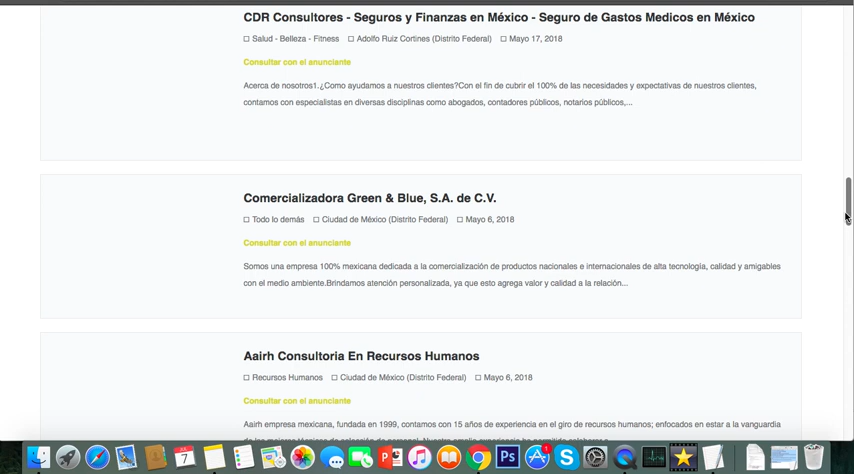 CDR Consultores - Seguros y Finanzas en México - Seguro de Gastos Medicos en México
Salud - Belleza - Fitness Adolfo Ruiz Cortines (Distrito Federal) Mayo 17, 2018
Consultar con el anunciante
Acerca de nosotros1.¿Como ayudamos a nuestros clientes?Con el fin de cubrir el 100% de las necesidades y expectativas de nuestros clientes,
contamos con especialistas en diversas disciplinas como abogados, contadores públicos, notarios públicos,...
Comercializadora Green & Blue, S.A. de C.V.
Todo lo demás Ciudad de México (Distrito Federal) Mayo 6, 2018
Consultar con el anunciante
Somos una empresa 100% mexicana dedicada a la comercialización de productos nacionales e internacionales de alta tecnología, calidad y amigables
con el medio ambiente.Brindamos atención personalizada, ya que esto agrega valor y calidad a la relación...
Aairh Consultoria En Recursos Humanos
Recursos Humanos Ciudad de México (Distrito Federal) Mayo 6, 2018
Consultar con el anunciante
Aairh empresa mexicana, fundada en 1999, contamos con 15 años de experiencia en el giro de recursos humanos; enfocados en estar a la vanguardia
7
P
Ps
1
S